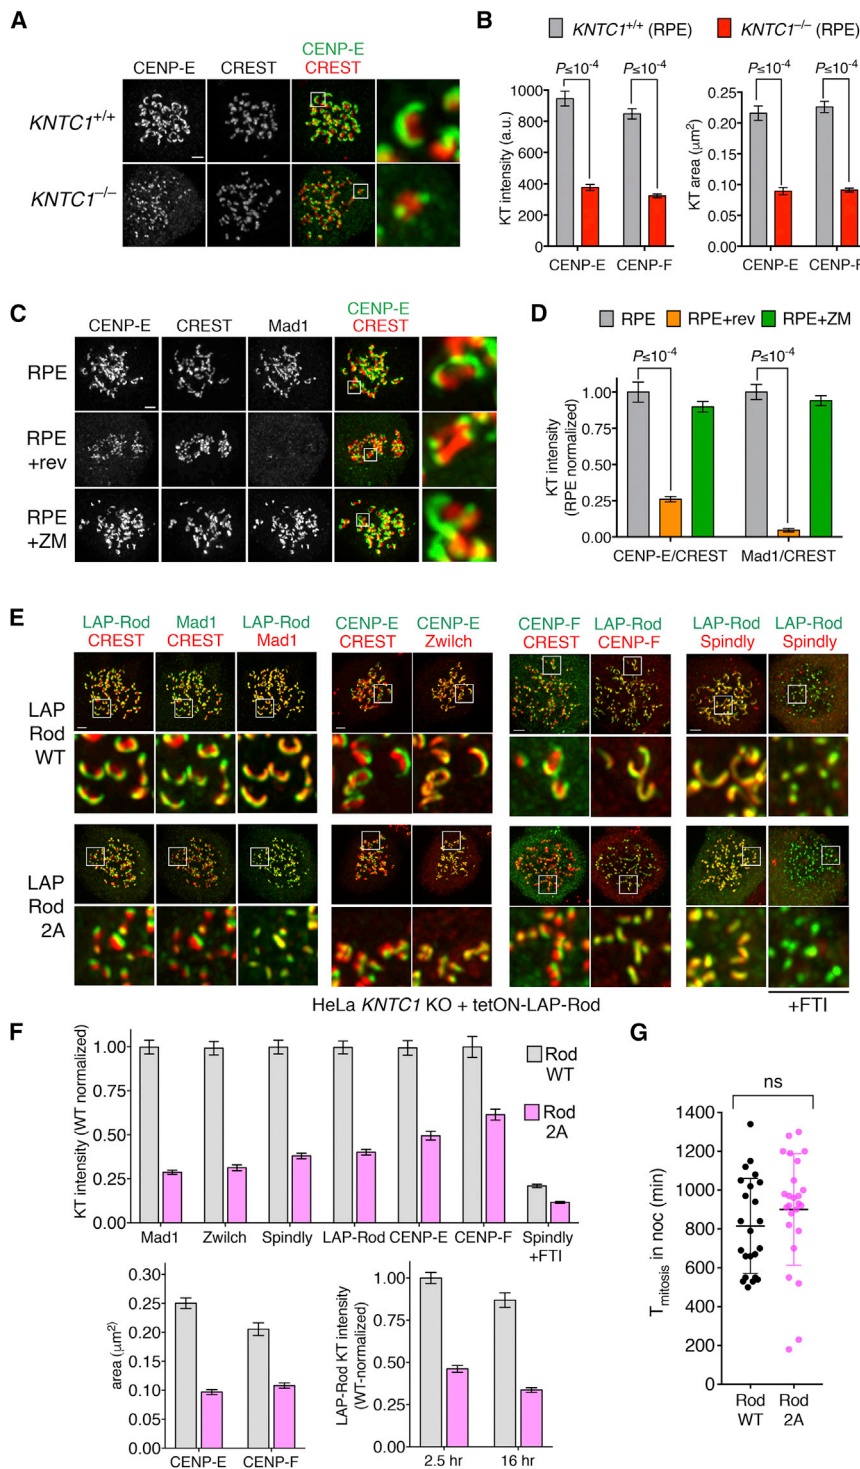 A
CENP-E
CREST
CENP-E
CREST
KNTC1+/+
KNTC1–/–
B
KNTC1+/+ (RPE)
KNTC1–/– (RPE)
P≤10-4
P≤10-4
KT intensity (a.u.)
1000
800
600
400
200
0
CENP-E
CENP-F
P≤10-4
P≤10-4
KT area (μm2)
0.25
0.20
0.15
0.10
0.05
0.00
CENP-E
CENP-F
C
CENP-E
CREST
Mad1
CENP-E
CREST
RPE
RPE
+rev
RPE
+ZM
D
RPE
RPE+rev
RPE+ZM
P≤10-4
P≤10-4
KT intensity
(RPE normalized)
1.00
0.75
0.50
0.25
0.00
CENP-E/CREST
Mad1/CREST
E
LAP-Rod
CREST
Mad1
CREST
LAP-Rod
Mad1
CENP-E
CREST
CENP-E
Zwilch
CENP-F
CREST
LAP-Rod
CENP-F
LAP-Rod
Spindly
LAP-Rod
Spindly
LAP
Rod
WT
LAP
Rod
2A
HeLa KNTC1 KO + tetON-LAP-Rod
+FTI
F
KT intensity (WT normalized)
1.00
0.75
0.50
0.25
0.00
Mad1
Zwilch
Spindly
LAP-Rod
CENP-E
CENP-F
Spindly
+FTI
Rod
WT
Rod
2A
area (μm2)
0.30
0.25
0.20
0.15
0.10
0.05
0.00
CENP-E
CENP-F
LAP-Rod KT intensity
(WT-normalized)
1.00
0.75
0.50
0.25
0.00
2.5 hr
16 hr
G
ns
Tmitosis in noc (min)
1400
1200
1000
800
600
400
200
0
Rod
WT
Rod
2A